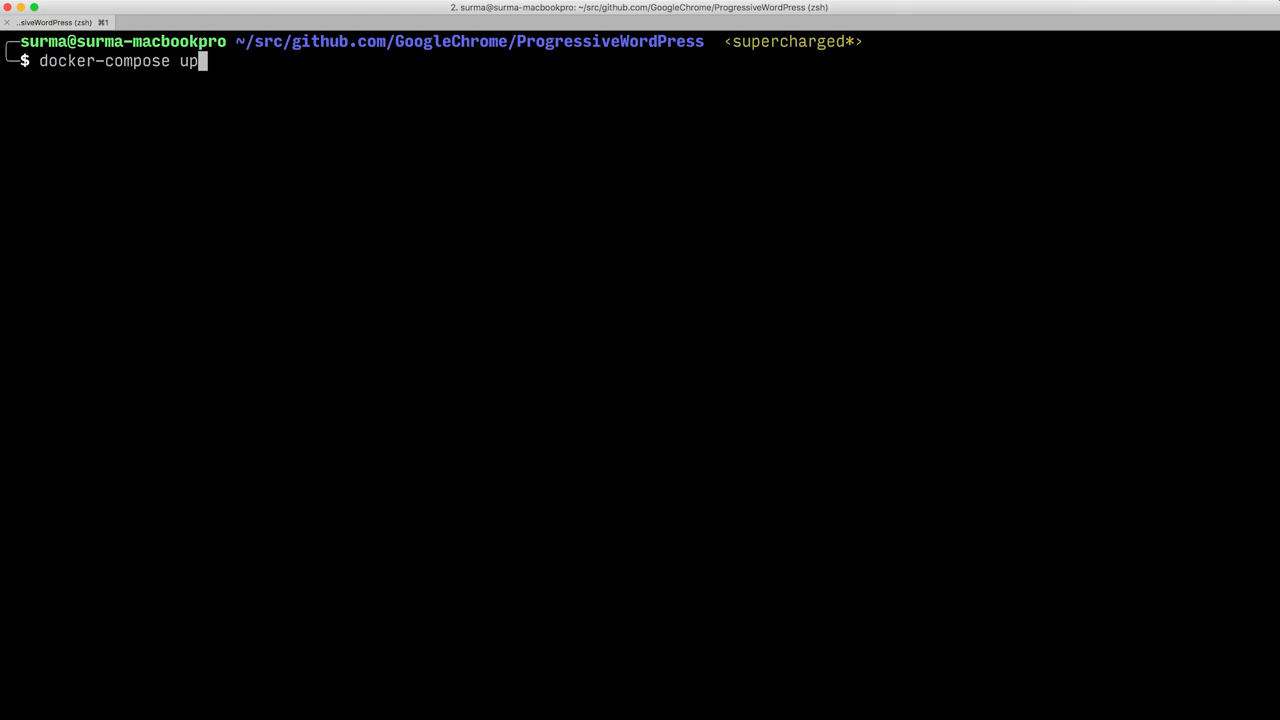 2. surma@surma-macbookpro: ~/src/github.com/GoogleChrome/ProgressiveWordPress (zsh)
..siveWordPress (zsh) ⌘1
surma@surma-macbookpro ~/src/github.com/GoogleChrome/ProgressiveWordPress ‹supercharged*›
$ docker-compose up